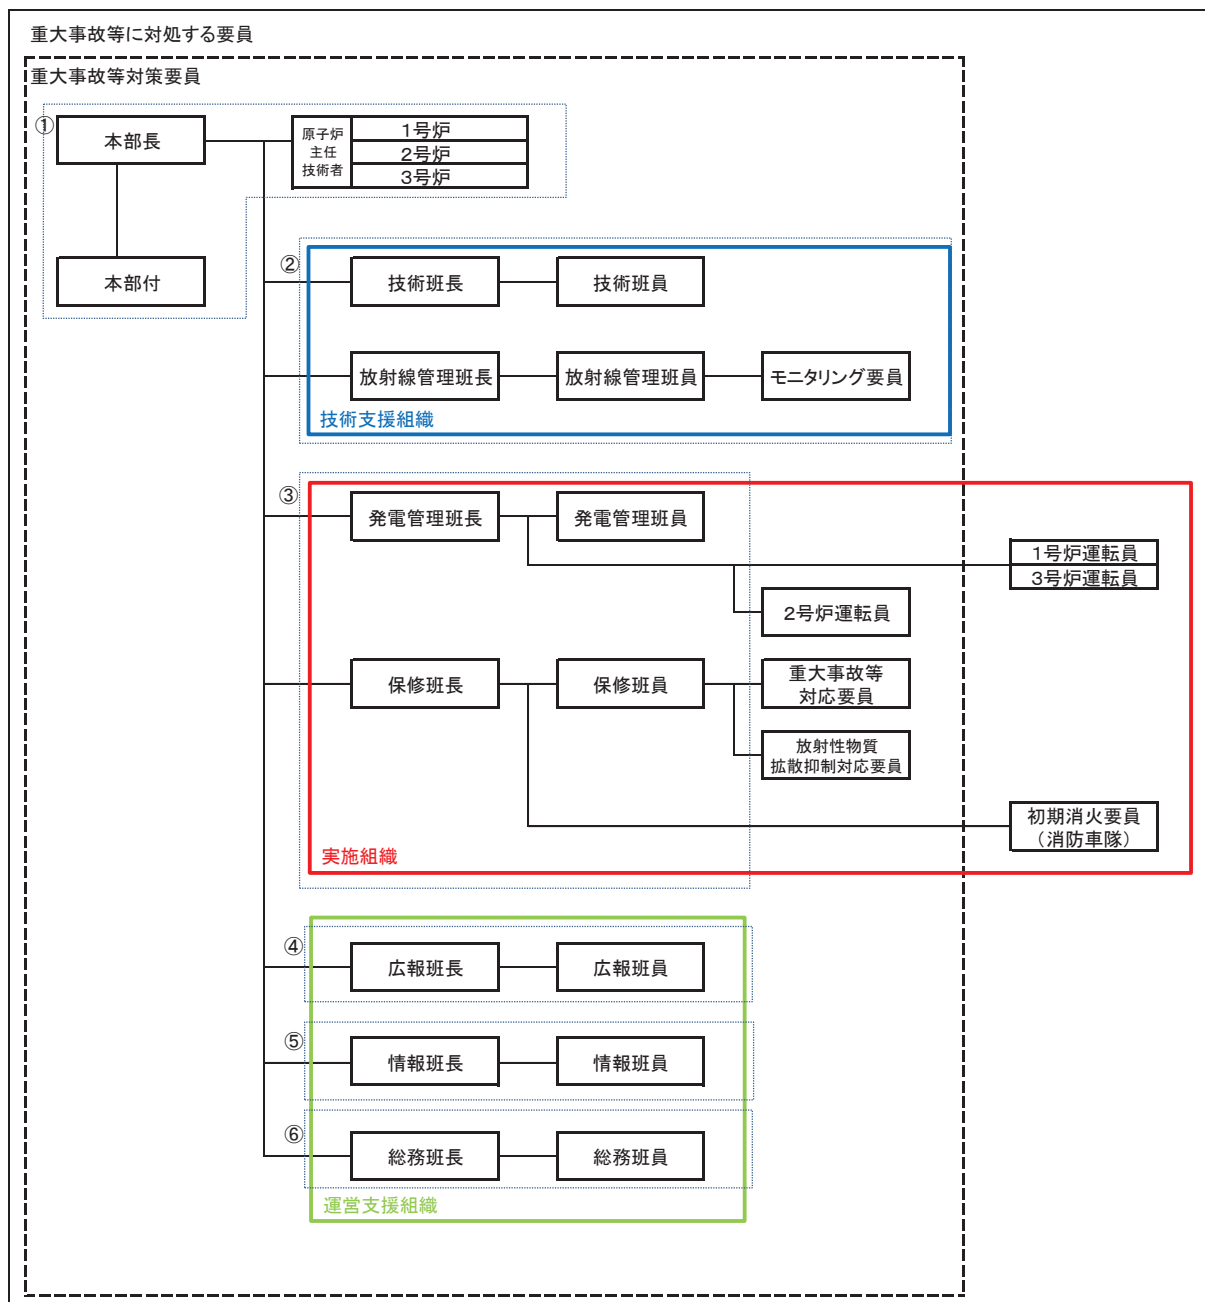 重大事故等に対処する要員
重大事故等対策要員
①
本部長
原子炉
主任
技術者
1号炉
2号炉
3号炉
本部付
②
技術班長
技術班員
放射線管理班長
放射線管理班員
モニタリング要員
技術支援組織
③
発電管理班長
発電管理班員
1号炉運転員
3号炉運転員
2号炉運転員
保修班長
保修班員
重大事故等
対応要員
放射性物質
拡散抑制対応要員
初期消火要員
（消防車隊）
実施組織
④
広報班長
広報班員
⑤
情報班長
情報班員
⑥
総務班長
総務班員
運営支援組織